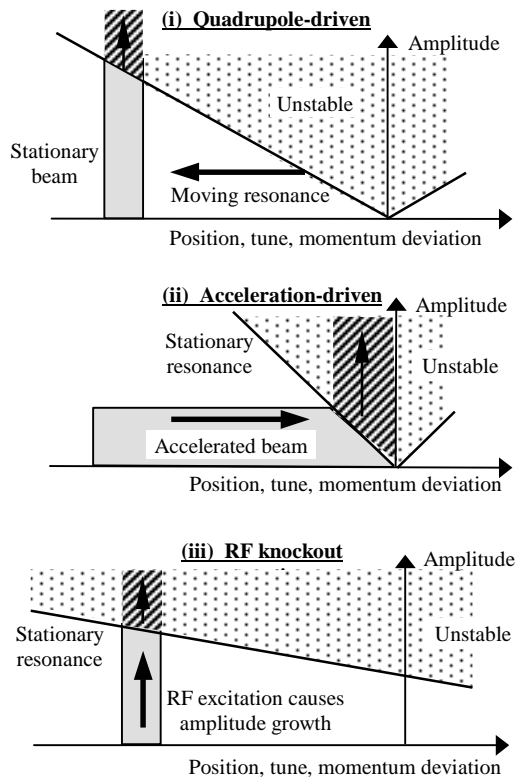 (i) Quadrupole-driven
Amplitude
Unstable
Stationary
beam
Moving resonance
Position, tune, momentum deviation
(ii) Acceleration-driven
Amplitude
Stationary
resonance
Unstable
Accelerated beam
Position, tune, momentum deviation
(iii) RF knockout
Amplitude
Stationary
resonance
Unstable
RF excitation causes
amplitude growth
Position, tune, momentum deviation